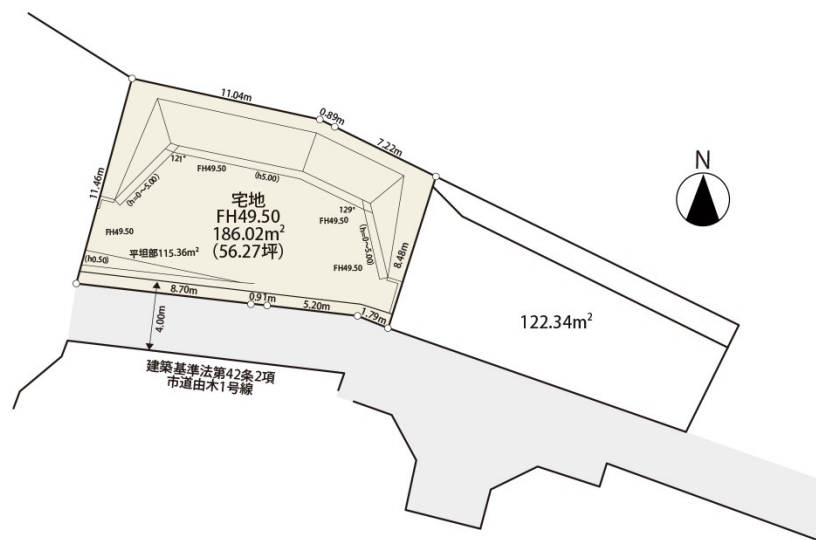 11.04m
0.89m
7.22m
N
121°
FH49.50
(h5.00)
11.46m
(h=0〜5.00)
宅地
FH49.50
186.02m²
（56.27坪）
129°
FH49.50
(h=0〜5.00)
FH49.50
FH49.50
8.48m
平坦部115.36m²
(h0.50)
8.70m
0.91m
5.20m
1.79m
4.00m
122.34m²
建築基準法第42条2項
市道由木1号線